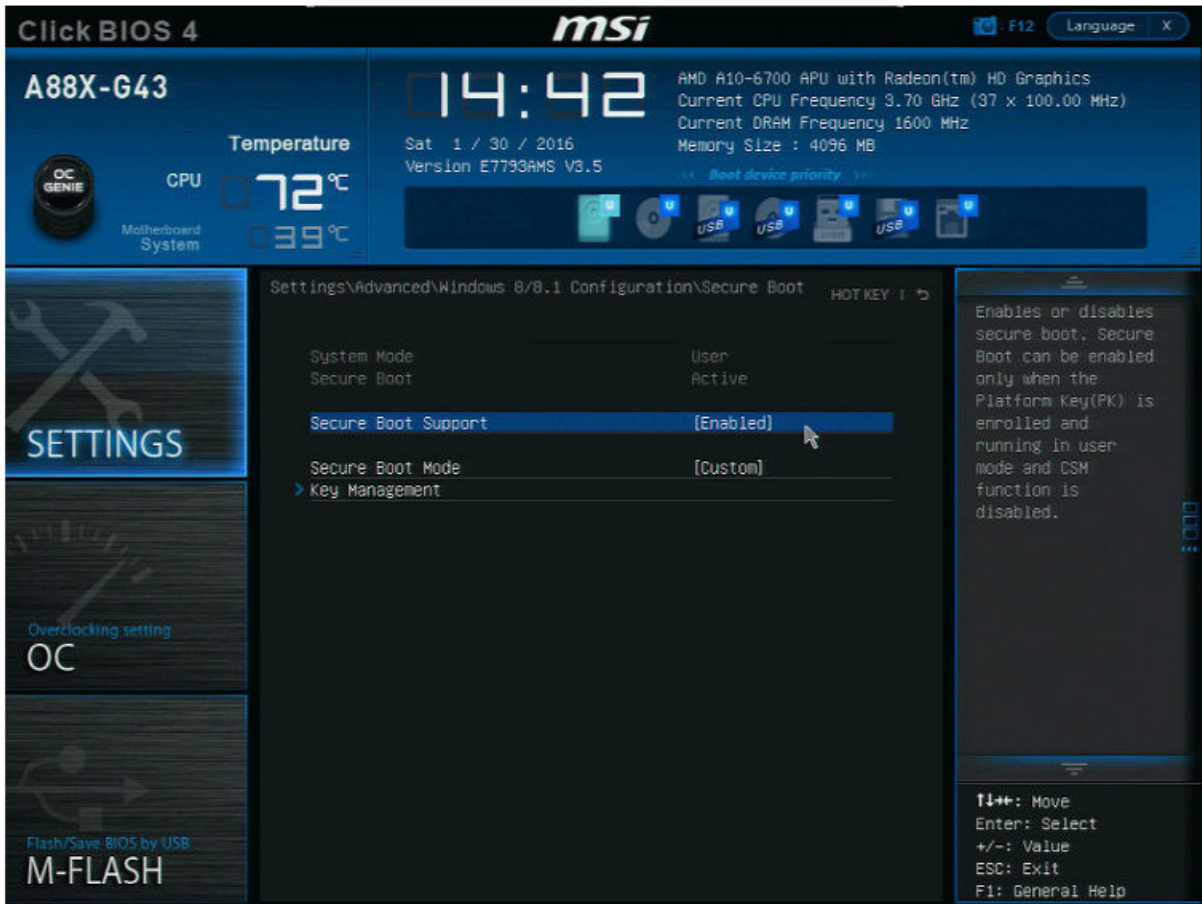 Click BIOS 4
msi
: F12
Language X
A88X-G43
14:42
AMD A10-6700 APU with Radeon(tm) HD Graphics
Current CPU Frequency 3.70 GHz (37 x 100.00 MHz)
Current DRAM Frequency 1600 MHz
Memory Size : 4096 MB
Temperature
Sat 1 / 30 / 2016
Version E7793AMS V3.5
Boot device priority
OC
GENIE
CPU 72°C
Motherboard
System 39°C
U U U U U U U
USB USB USB
Settings\Advanced\Windows 8/8.1 Configuration\Secure Boot
HOT KEY
System Mode User
Secure Boot Active
Secure Boot Support [Enabled]
Secure Boot Mode [Custom]
> Key Management
SETTINGS
Overclocking setting
OC
Flash/Save BIOS by USB
M-FLASH
Enables or disables
secure boot. Secure
Boot can be enabled
only when the
Platform Key(PK) is
enrolled and
running in user
mode and CSM
function is
disabled.
↑↓→←: Move
Enter: Select
+/-: Value
ESC: Exit
F1: General Help